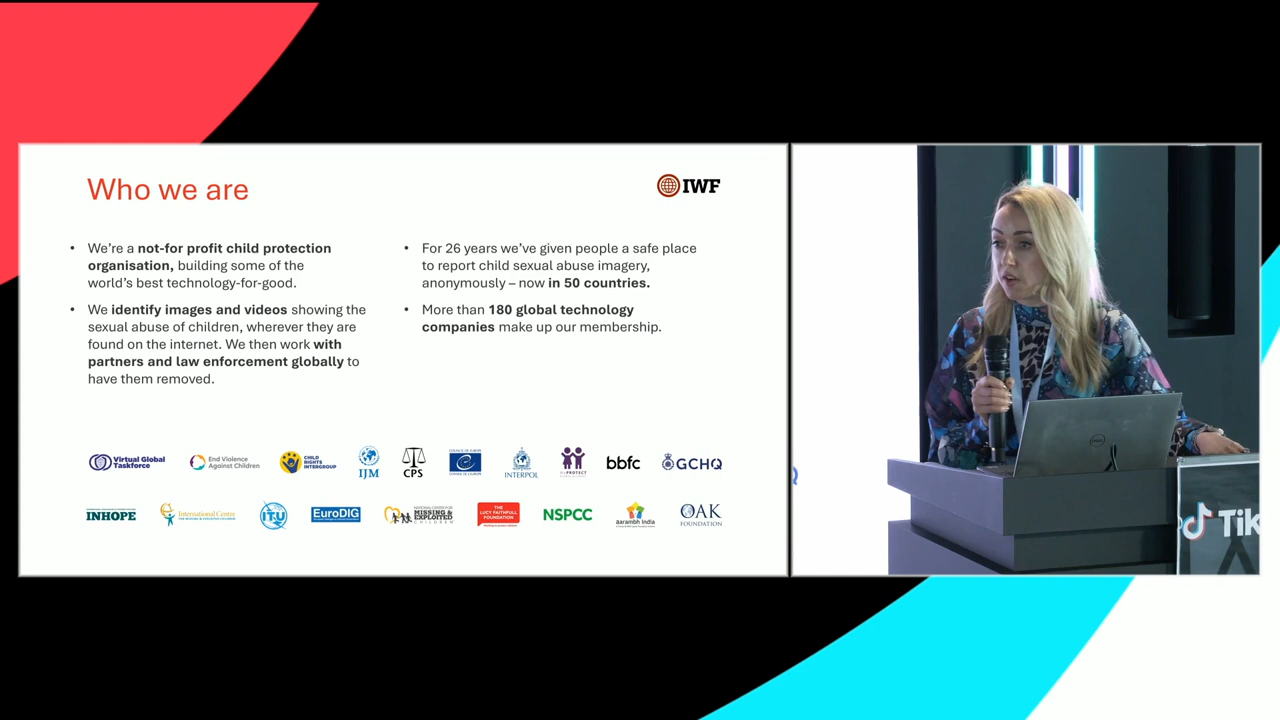 Who we are
IWF
We're a not-for profit child protection
organisation, building some of the
world's best technology-for-good.
We identify images and videos showing the
sexual abuse of children, wherever they are
found on the internet. We then work with
partners and law enforcement globally to
have them removed.
For 26 years we've given people a safe place
to report child sexual abuse imagery,
anonymously – now in 50 countries.
More than 180 global technology
companies make up our membership.
Virtual Global
Taskforce
End Violence
Against Children
CHILD
RIGHTS
INTERGROUP
IJM
CPS
COUNCIL OF EUROPE
CONSEIL DE L'EUROPE
INTERPOL
PROTECT
bbfc
GCHQ
INHOPE
International Centre
FOR MISSING & EXPLOITED CHILDREN
ITU
EuroDIG
NATIONAL CENTER FOR
MISSING &
EXPLOITED
CHILDREN
THE
LUCY FAITHFULL
FOUNDATION
NSPCC
aarambh india
OAK
FOUNDATION
DELL
Tik